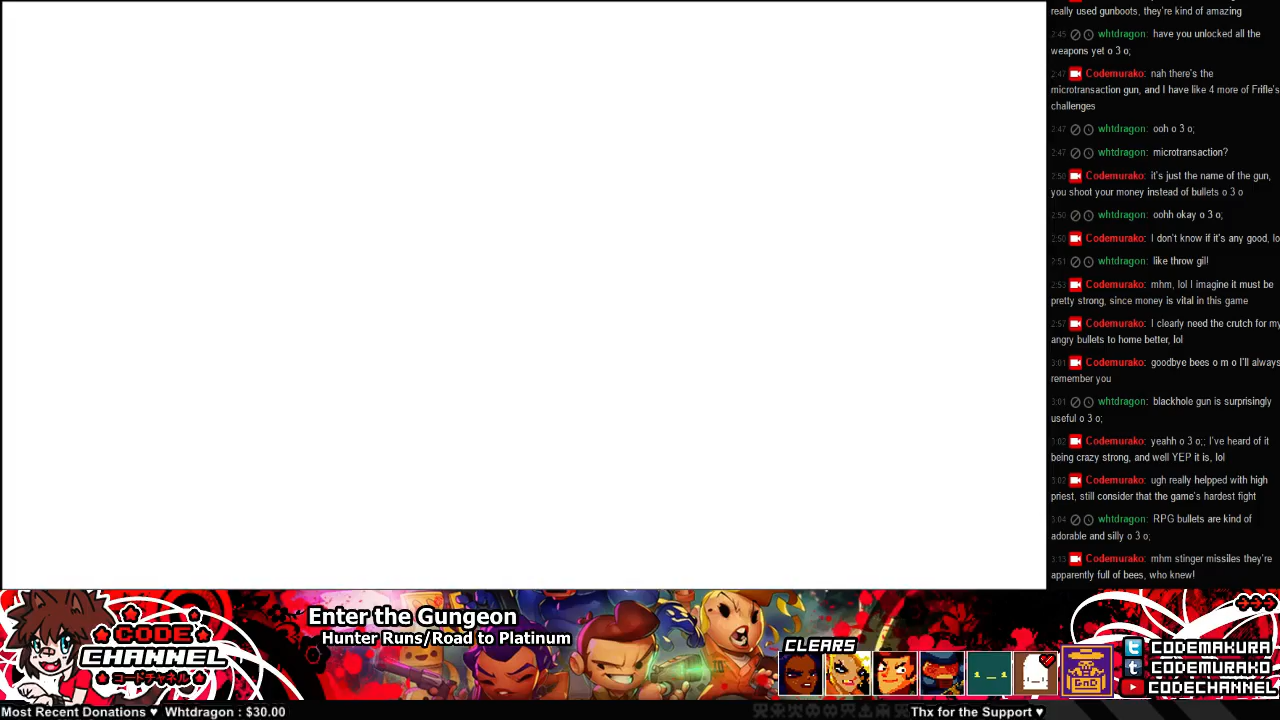 really used gunboots, they're kind of amazing
2:45 whtdragon: have you unlocked all the
weapons yet o 3 o;
2:47 Codemurako: nah there's the
microtransaction gun, and I have like 4 more of Frifle's
challenges
2:47 whtdragon: ooh o 3 o;
2:47 whtdragon: microtransaction?
2:50 Codemurako: it's just the name of the gun,
you shoot your money instead of bullets o 3 o
2:50 whtdragon: oohh okay o 3 o;
2:50 Codemurako: I don't know if it's any good, lo
2:51 whtdragon: like throw gil!
2:53 Codemurako: mhm, lol I imagine it must be
pretty strong, since money is vital in this game
2:57 Codemurako: I clearly need the crutch for my
angry bullets to home better, lol
3:01 Codemurako: goodbye bees o m o I'll always
remember you
3:01 whtdragon: blackhole gun is surprisingly
useful o 3 o;
3:02 Codemurako: yeahh o 3 o;; I've heard of it
being crazy strong, and well YEP it is, lol
3:02 Codemurako: ugh really helpped with high
priest, still consider that the game's hardest fight
3:04 whtdragon: RPG bullets are kind of
adorable and silly o 3 o;
3:13 Codemurako: mhm stinger missiles they're
apparently full of bees, who knew!
CODE
CHANNEL
コードチャンネル
Enter the Gungeon
Hunter Runs/Road to Platinum
CLEARS
GnD
CODEMAKURA
CODEMURAKO
CODECHANNEL
Most Recent Donations ♥ Whtdragon : $30.00
Thx for the Support ♥